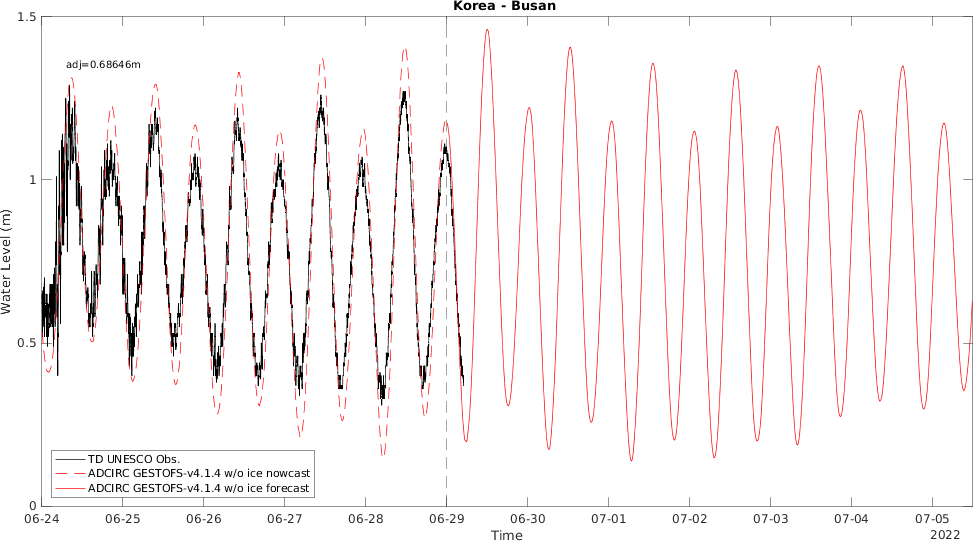 Korea - Busan
1.5
adj=0.68646m
1
Water Level (m)
0.5
TD UNESCO Obs.
ADCIRC GESTOFS-v4.1.4 w/o ice nowcast
ADCIRC GESTOFS-v4.1.4 w/o ice forecast
0
06-24 06-25 06-26 06-27 06-28 06-29 06-30 07-01 07-02 07-03 07-04 07-05
Time 2022